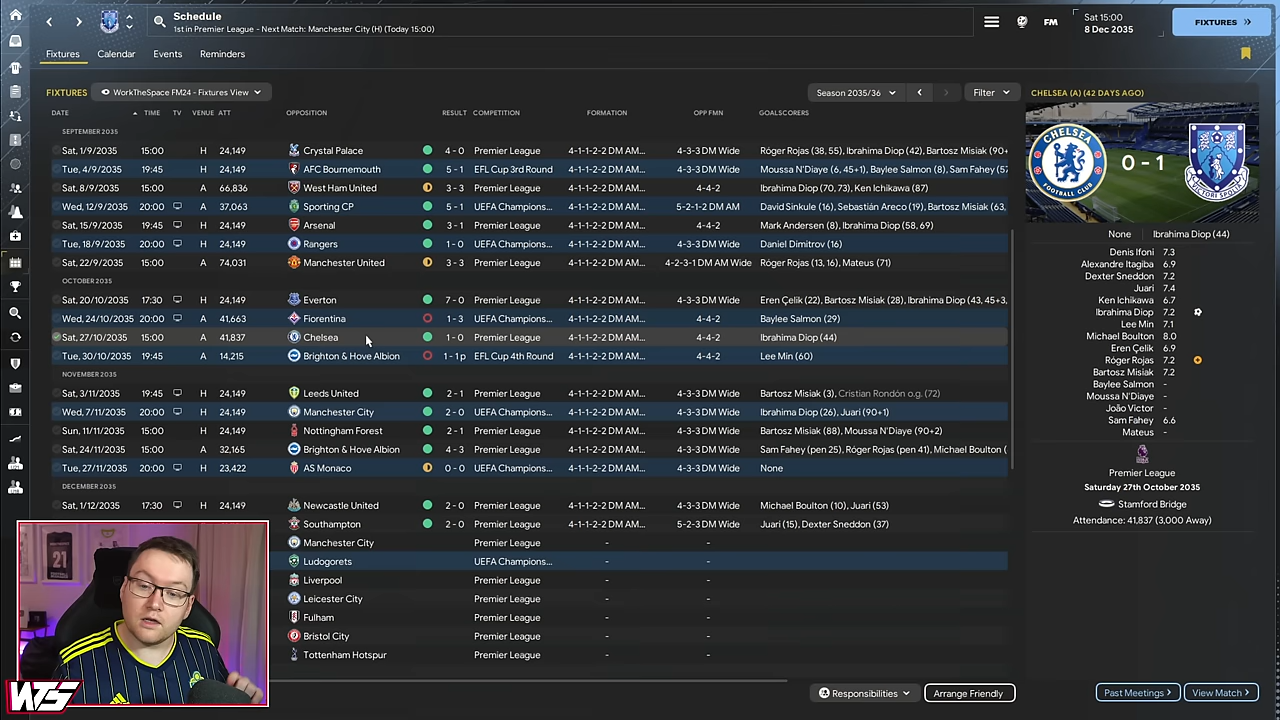 Schedule
1st in Premier League - Next Match: Manchester City (H) (Today 15:00)
FM
Sat 15:00
8 Dec 2035
FIXTURES
Fixtures Calendar Events Reminders
FIXTURES WorkTheSpace FM24 - Fixtures View Season 2035/36 Filter
DATE TIME TV VENUE ATT OPPOSITION RESULT COMPETITION FORMATION OPP FMN GOALSCORERS
SEPTEMBER 2035
Sat, 1/9/2035 15:00 H 24,149 Crystal Palace 4 - 0 Premier League 4-1-1-2-2 DM AM... 4-3-3 DM Wide Róger Rojas (38, 55), Ibrahima Diop (42), Bartosz Misiak (90+
Tue, 4/9/2035 19:45 H 24,149 AFC Bournemouth 5 - 1 EFL Cup 3rd Round 4-1-1-2-2 DM AM... 4-3-3 DM Wide Moussa N'Diaye (6, 45+1), Baylee Salmon (8), Sam Fahey (57
Sat, 8/9/2035 15:00 A 66,836 West Ham United 3 - 3 Premier League 4-1-1-2-2 DM AM... 4-4-2 Ibrahima Diop (70, 73), Ken Ichikawa (87)
Wed, 12/9/2035 20:00 A 37,063 Sporting CP 5 - 1 UEFA Champions... 4-1-1-2-2 DM AM... 5-2-1-2 DM AM David Sinkule (16), Sebastián Areco (19), Bartosz Misiak (63,
Sat, 15/9/2035 19:45 A 24,149 Arsenal 3 - 1 Premier League 4-1-1-2-2 DM AM... 4-4-2 Mark Andersen (8), Ibrahima Diop (58, 69)
Tue, 18/9/2035 20:00 H 24,149 Rangers 1 - 0 UEFA Champions... 4-1-1-2-2 DM AM... 4-3-3 DM Wide Daniel Dimitrov (16)
Sat, 22/9/2035 15:00 A 74,031 Manchester United 3 - 3 Premier League 4-1-1-2-2 DM AM... 4-2-3-1 DM AM Wide Róger Rojas (13, 16), Mateus (71)
OCTOBER 2035
Sat, 20/10/2035 17:30 H 24,149 Everton 7 - 0 Premier League 4-1-1-2-2 DM AM... 4-3-3 DM Wide Eren Çelik (22), Bartosz Misiak (28), Ibrahima Diop (43, 45+3,
Wed, 24/10/2035 20:00 A 41,663 Fiorentina 1 - 3 UEFA Champions... 4-1-1-2-2 DM AM... 4-4-2 Baylee Salmon (29)
Sat, 27/10/2035 15:00 A 41,837 Chelsea 1 - 0 Premier League 4-1-1-2-2 DM AM... 4-4-2 Ibrahima Diop (44)
Tue, 30/10/2035 19:45 A 14,215 Brighton & Hove Albion 1 - 1p EFL Cup 4th Round 4-1-1-2-2 DM AM... 4-4-2 Lee Min (60)
NOVEMBER 2035
Sat, 3/11/2035 19:45 H 24,149 Leeds United 2 - 1 Premier League 4-1-1-2-2 DM AM... 4-3-3 DM Wide Bartosz Misiak (3), Cristian Rondón o.g. (72)
Wed, 7/11/2035 20:00 H 24,149 Manchester City 2 - 0 UEFA Champions... 4-1-1-2-2 DM AM... 4-3-3 DM Wide Ibrahima Diop (26), Juari (90+1)
Sun, 11/11/2035 15:00 H 24,149 Nottingham Forest 2 - 1 Premier League 4-1-1-2-2 DM AM... 4-3-3 DM Wide Bartosz Misiak (88), Moussa N'Diaye (90+2)
Sat, 24/11/2035 15:00 A 32,165 Brighton & Hove Albion 4 - 3 Premier League 4-1-1-2-2 DM AM... 4-3-3 DM Wide Sam Fahey (pen 25), Róger Rojas (pen 41), Michael Boulton (
Tue, 27/11/2035 20:00 H 23,422 AS Monaco 0 - 0 UEFA Champions... 4-1-1-2-2 DM AM... 4-3-3 DM Wide None
DECEMBER 2035
Sat, 1/12/2035 17:30 H 24,149 Newcastle United 2 - 0 Premier League 4-1-1-2-2 DM AM... 4-3-3 DM Wide Michael Boulton (10), Juari (53)
Southampton 2 - 0 Premier League 4-1-1-2-2 DM AM... 5-2-3 DM Wide Juari (15), Dexter Sneddon (37)
Manchester City Premier League - -
Ludogorets UEFA Champions... - -
Liverpool Premier League - -
Leicester City Premier League - -
Fulham Premier League - -
Bristol City Premier League - -
Tottenham Hotspur Premier League - -
Responsibilities Arrange Friendly
CHELSEA (A) (42 DAYS AGO)
CHELSEA
FOOTBALL CLUB
0 - 1
None Ibrahima Diop (44)
Denis Ifoni 7.3
Alexandre Itagiba 6.9
Dexter Sneddon 7.2
Juari 7.4
Ken Ichikawa 6.7
Ibrahima Diop 7.2
Lee Min 7.1
Michael Boulton 8.0
Eren Çelik 6.9
Róger Rojas 7.2
Bartosz Misiak 7.2
Baylee Salmon -
Moussa N'Diaye -
João Victor -
Sam Fahey 6.6
Mateus -
Premier League
Saturday 27th October 2035
Stamford Bridge
Attendance: 41,837 (3,000 Away)
Past Meetings View Match
21
WTS